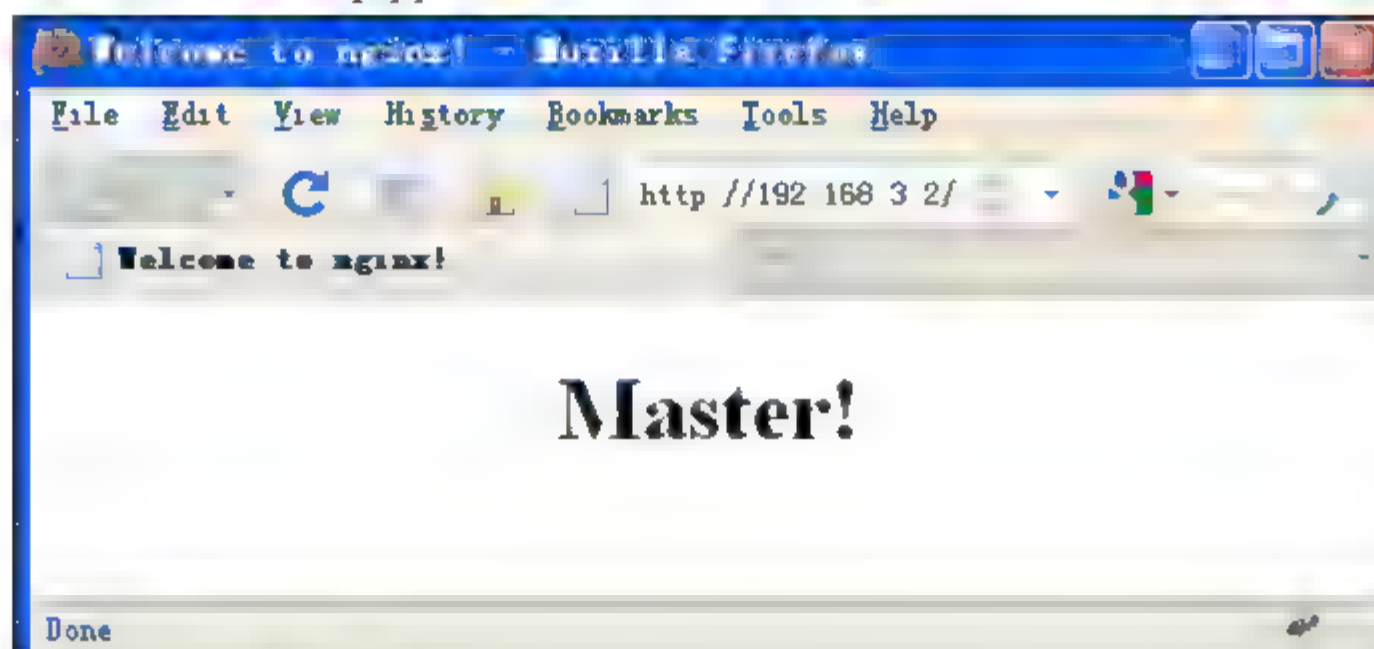 Welcome to nginx! - Mozilla Firefox
File Edit View History Bookmarks Tools Help
http //192 168 3 2/
Welcome to nginx!
Master!
Done